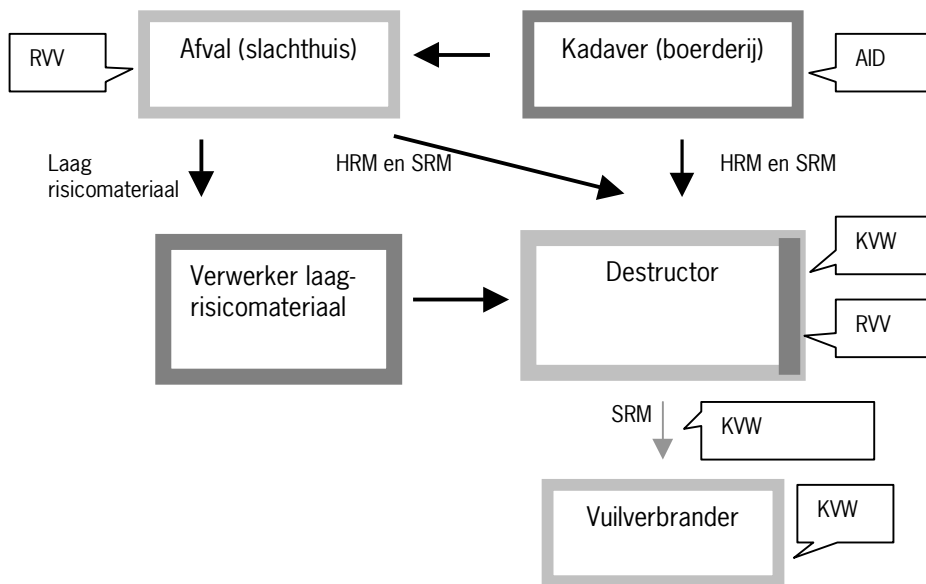 Afval (slachthuis)
Kadaver (boerderij)
RVV
AID
Laag
risicomateriaal
HRM en SRM
HRM en SRM
KVW
Verwerker laag-
risicomateriaal
Destructor
RVV
SRM
KVW
Vuilverbrander
KVW